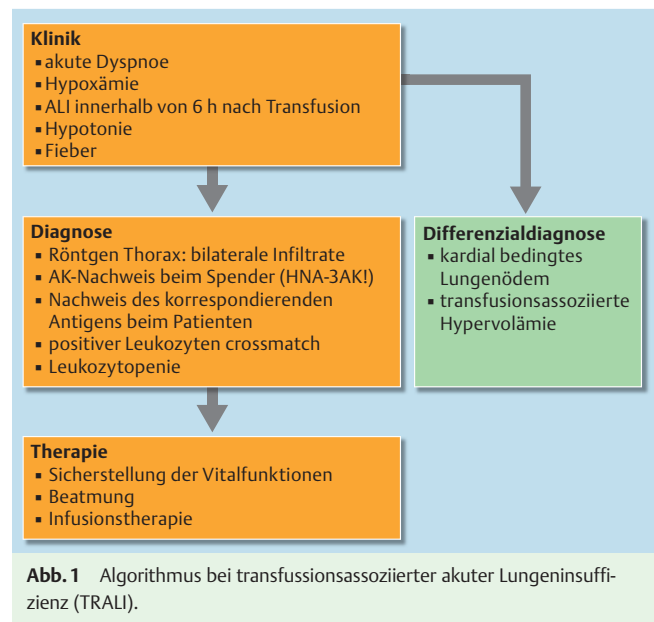 Klinik
▪ akute Dyspnoe
▪ Hypoxämie
▪ ALI innerhalb von 6 h nach Transfusion
▪ Hypotonie
▪ Fieber
Diagnose
▪ Röntgen Thorax: bilaterale Infiltrate
▪ AK-Nachweis beim Spender (HNA-3AK!)
▪ Nachweis des korrespondierenden
Antigens beim Patienten
▪ positiver Leukozyten crossmatch
▪ Leukozytopenie
Differenzialdiagnose
▪ kardial bedingtes
Lungenödem
▪ transfusionsassoziierte
Hypervolämie
Therapie
▪ Sicherstellung der Vitalfunktionen
▪ Beatmung
▪ Infusionstherapie
Abb. 1 Algorithmus bei transfussionsassoziierter akuter Lungeninsuffi-
zienz (TRALI).